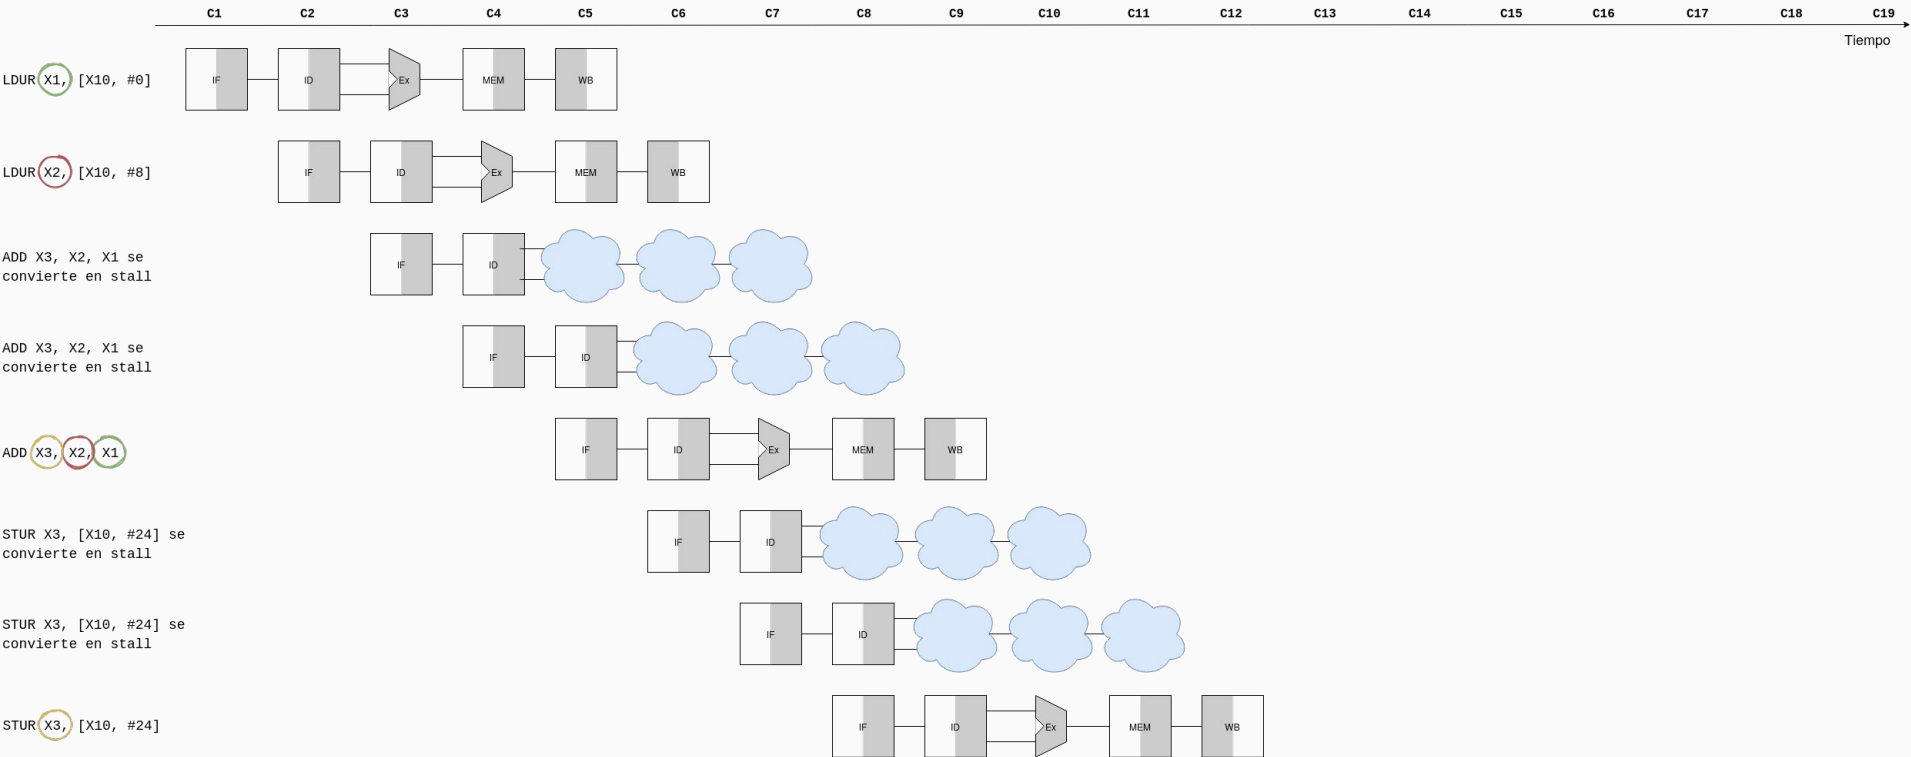 C1 C2 C3 C4 C5 C6 C7 C8 C9 C10 C11 C12 C13 C14 C15 C16 C17 C18 C19
Tiempo
LDUR X1, [X10, #0]
IF ID Ex MEM WB
LDUR X2, [X10, #8]
IF ID Ex MEM WB
ADD X3, X2, X1 se
convierte en stall
IF ID
ADD X3, X2, X1 se
convierte en stall
IF ID
ADD X3, X2, X1
IF ID Ex MEM WB
STUR X3, [X10, #24] se
convierte en stall
IF ID
STUR X3, [X10, #24] se
convierte en stall
IF ID
STUR X3, [X10, #24]
IF ID Ex MEM WB